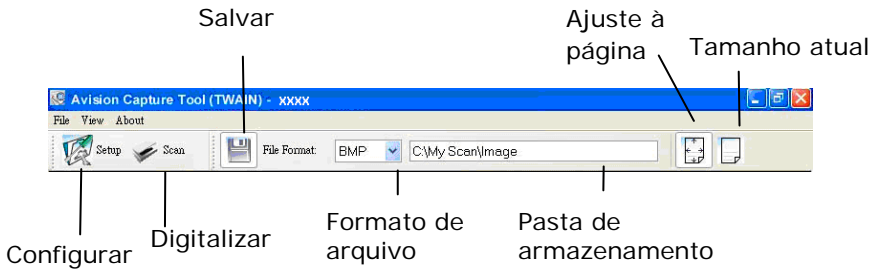 Salvar
Ajuste à
página
Tamanho atual
Avision Capture Tool (TWAIN) - xxxx
File View About
Setup Scan File Format: BMP C:\My Scan\Image
Configurar
Digitalizar
Formato de
arquivo
Pasta de
armazenamento